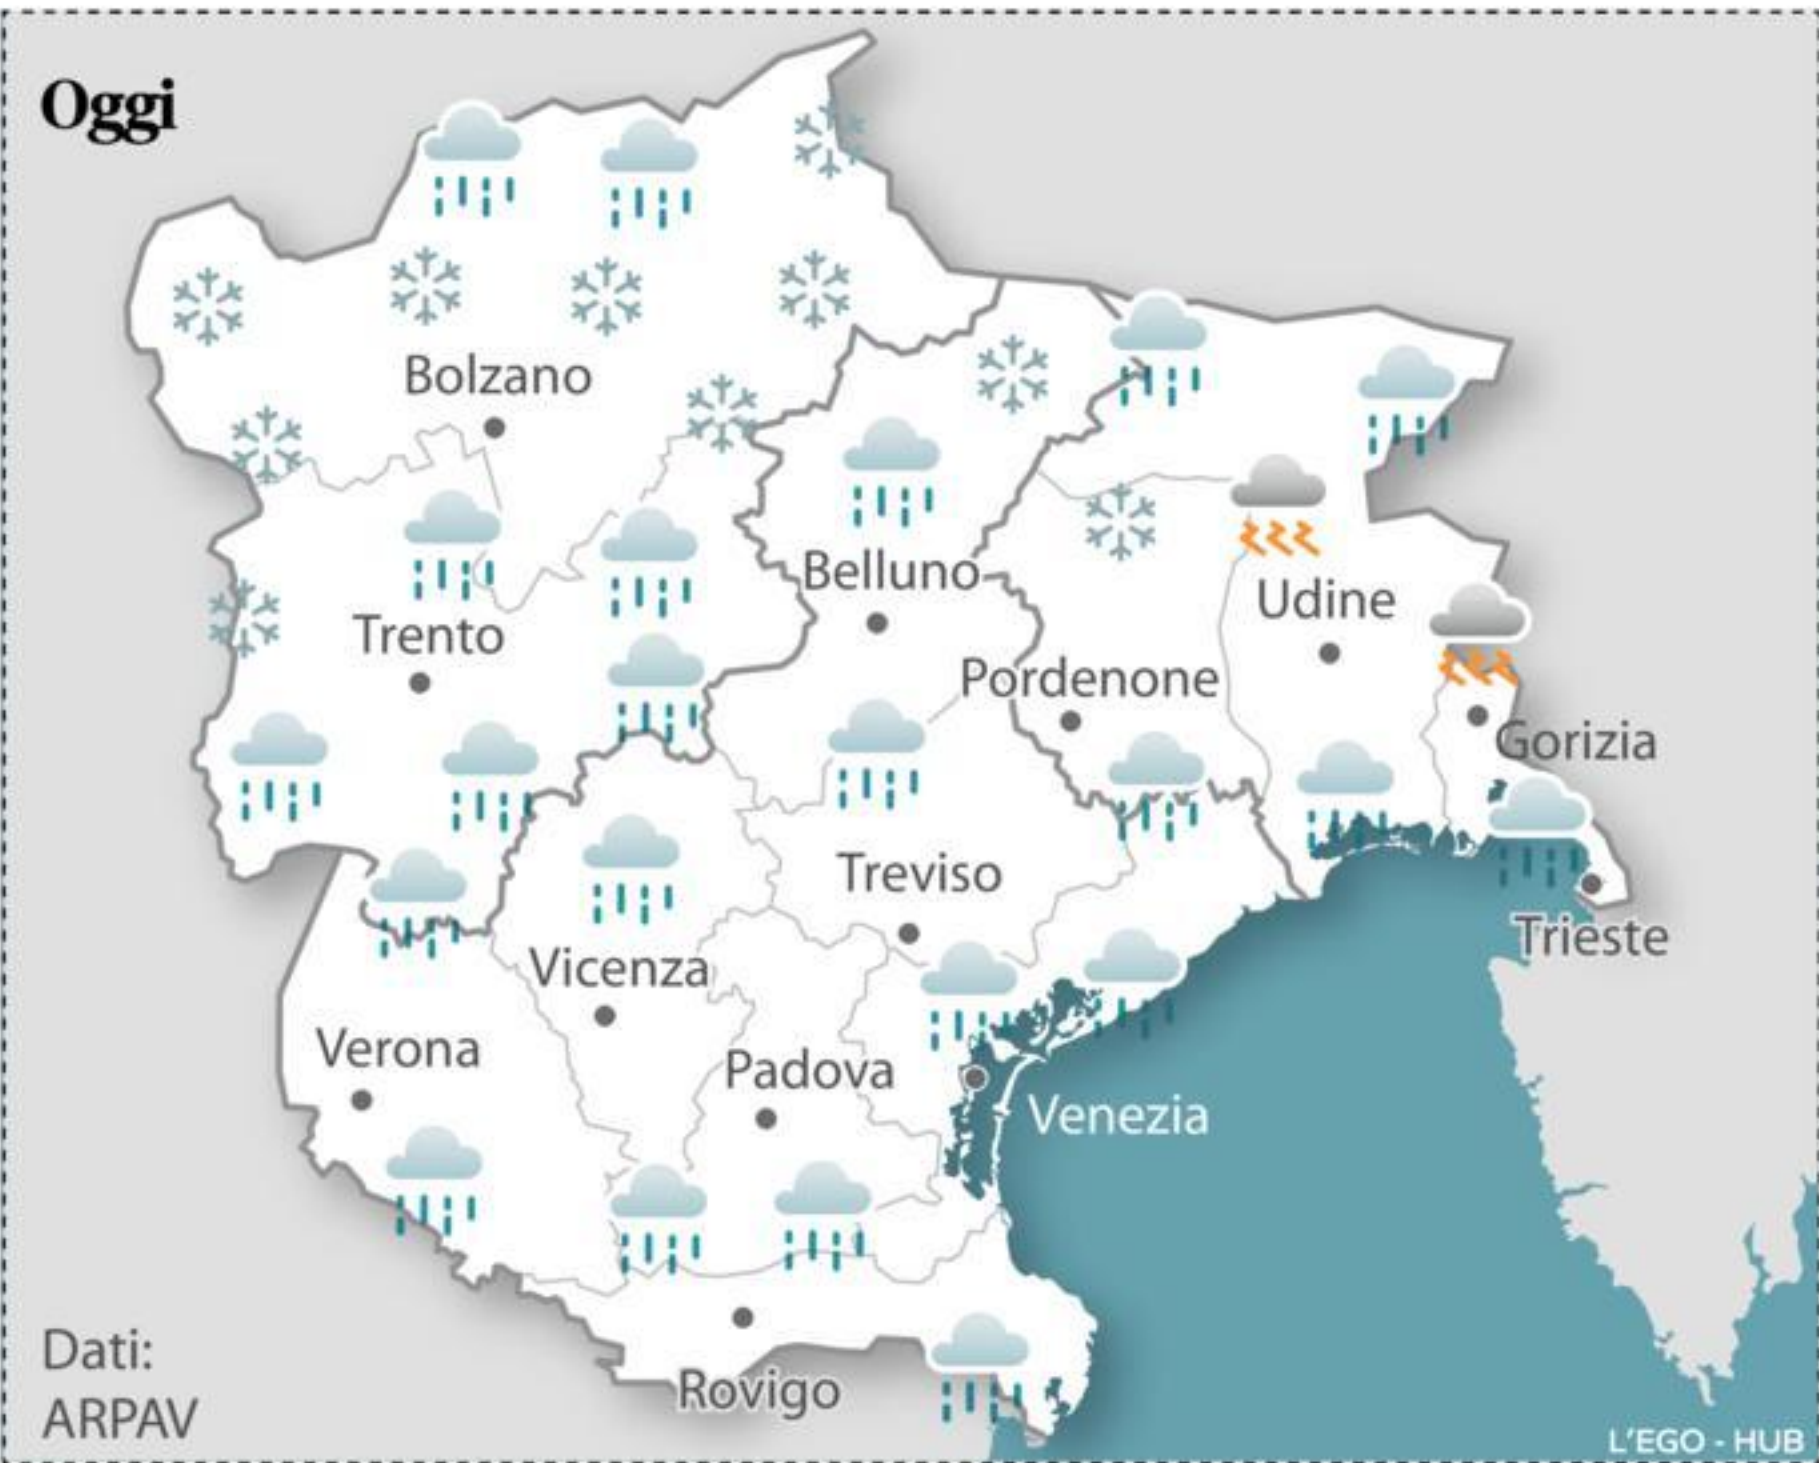 Oggi
Bolzano
Belluno
Udine
Trento
Pordenone
Gorizia
Treviso
Trieste
Vicenza
Verona
Padova
Venezia
Rovigo
Dati:
ARPAV
L'EGO - HUB